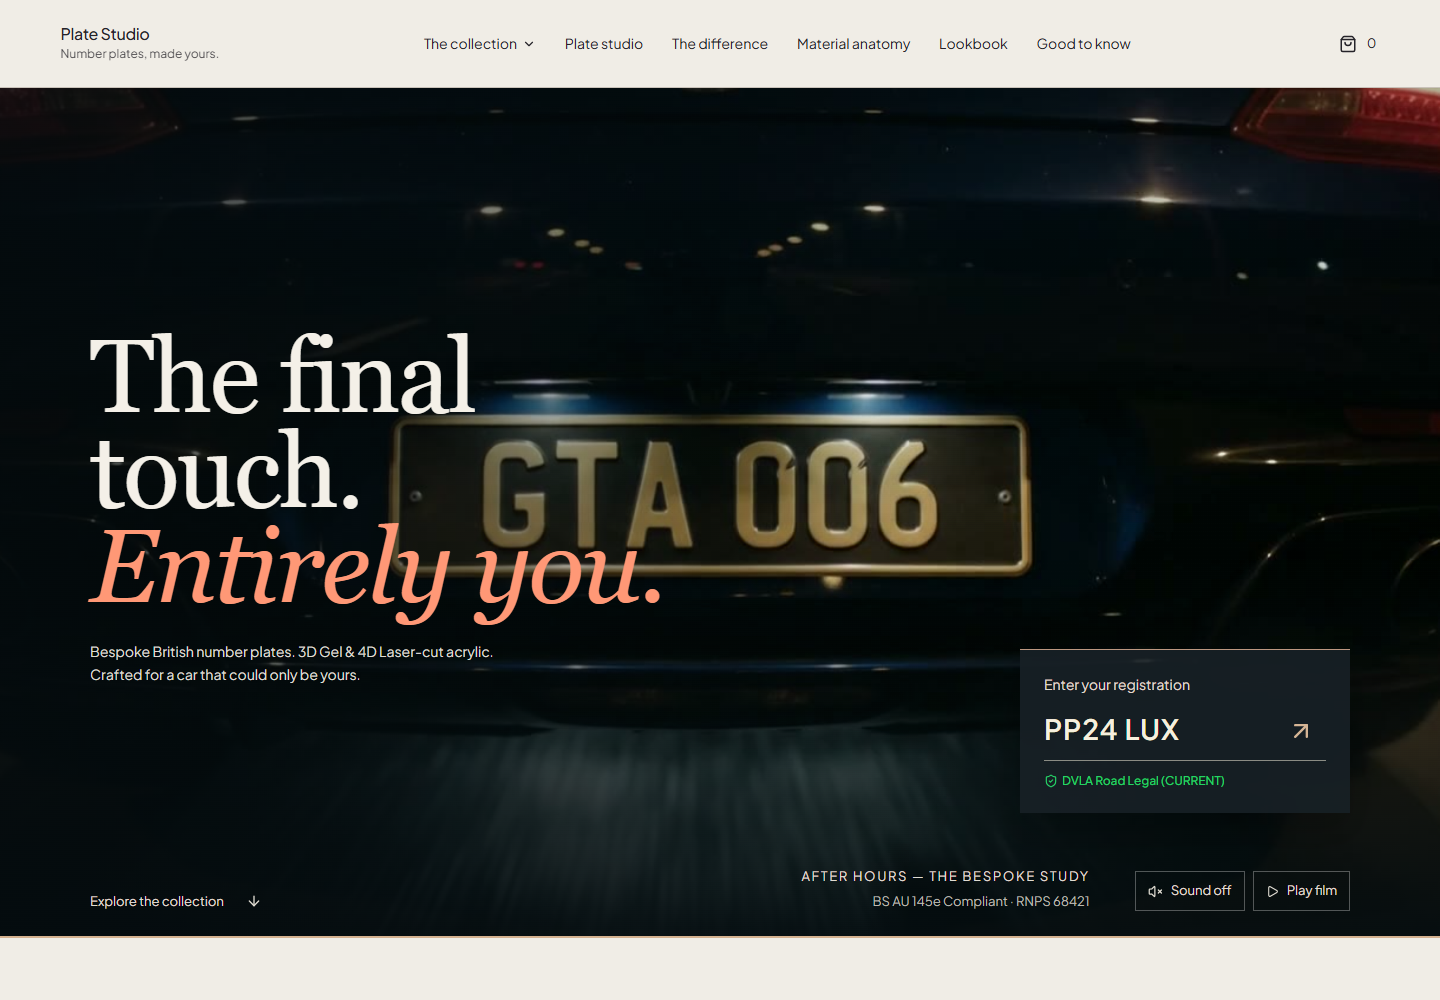 Plate Studio
Number plates, made yours.
The collection
Plate studio
The difference
Material anatomy
Lookbook
Good to know
0
The final
touch.
GTA 006
Entirely you.
Bespoke British number plates. 3D Gel & 4D Laser-cut acrylic.
Crafted for a car that could only be yours.
Enter your registration
PP24 LUX
DVLA Road Legal (CURRENT)
AFTER HOURS — THE BESPOKE STUDY
BS AU 145e Compliant · RNPS 68421
Explore the collection
Sound off
Play film